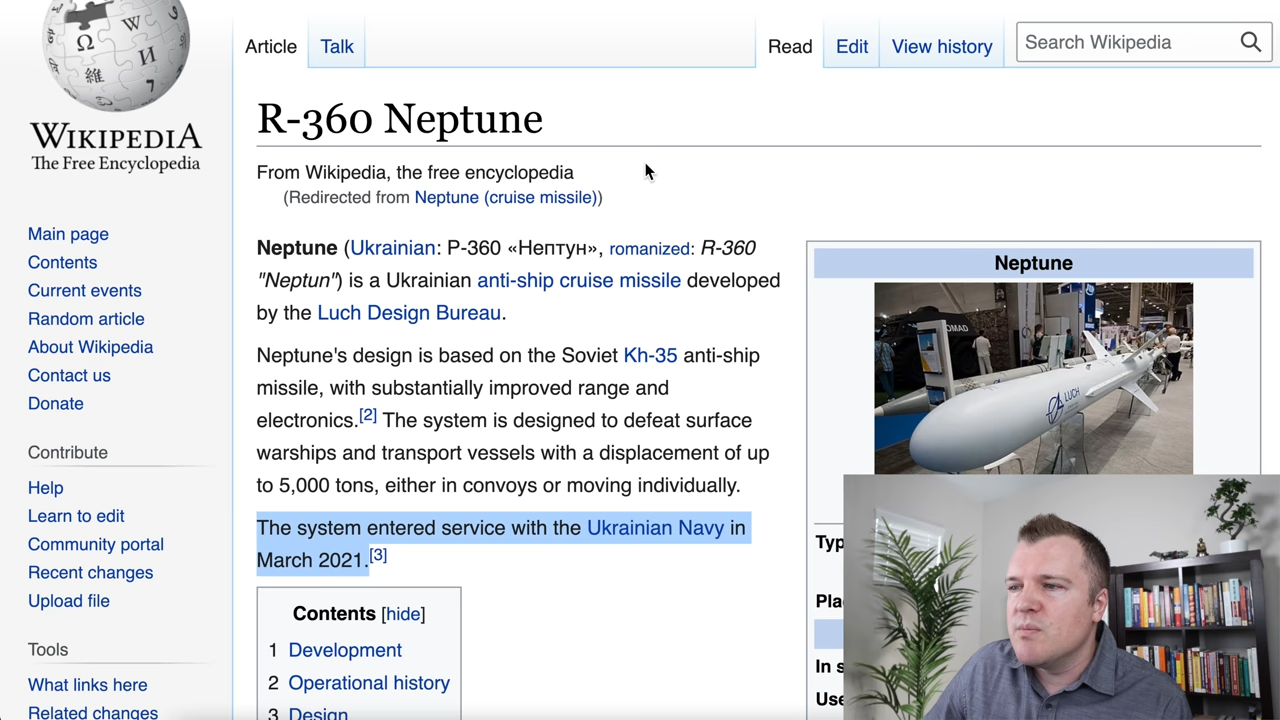 Article
Talk
Read
Edit
View history
Search Wikipedia
WIKIPEDIA
The Free Encyclopedia
Main page
Contents
Current events
Random article
About Wikipedia
Contact us
Donate
Contribute
Help
Learn to edit
Community portal
Recent changes
Upload file
Tools
What links here
Related changes
R-360 Neptune
From Wikipedia, the free encyclopedia
(Redirected from Neptune (cruise missile))
Neptune (Ukrainian: Р-360 «Нептун», romanized: R-360
"Neptun") is a Ukrainian anti-ship cruise missile developed
by the Luch Design Bureau.
Neptune's design is based on the Soviet Kh-35 anti-ship
missile, with substantially improved range and
electronics.[2] The system is designed to defeat surface
warships and transport vessels with a displacement of up
to 5,000 tons, either in convoys or moving individually.
The system entered service with the Ukrainian Navy in
March 2021.[3]
Contents [hide]
1 Development
2 Operational history
3 Design
Neptune
LUCH